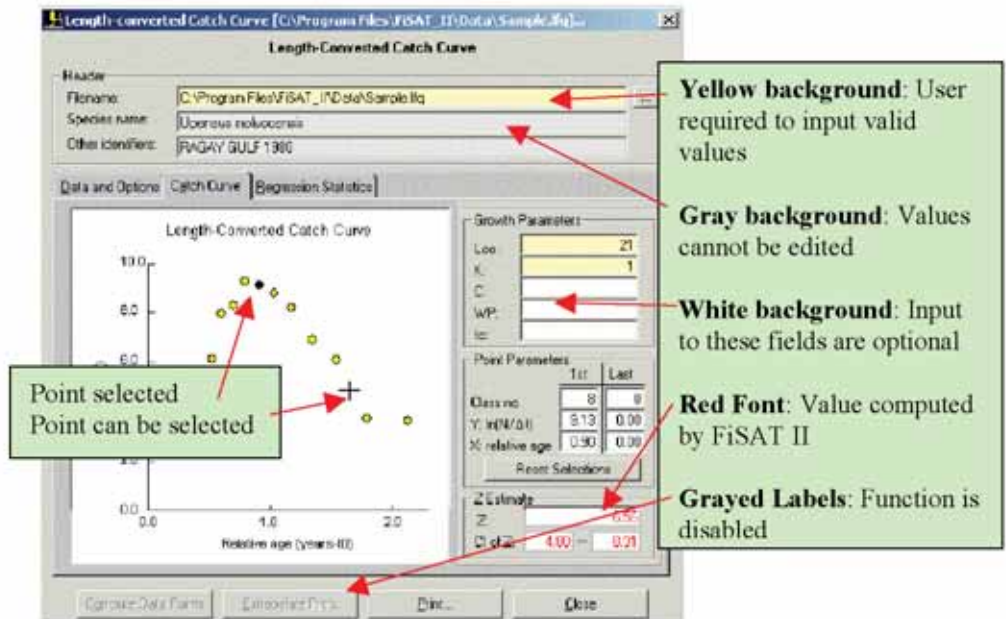 Length-converted Catch Curve [C:\Program Files\FiSAT_II\Data\Sample.lfq]...
Length-Converted Catch Curve
Header
Filename: C:\Program Files\FiSAT_II\Data\Sample.lfq
Species name: Upeneus moluccensis
Other identifiers: RAGAY GULF 1986
Data and Options Catch Curve Regression Statistics
Length-Converted Catch Curve
10.0
8.0
6.0
0.0
0.0 1.0 2.0
Relative age (years-t0)
Growth Parameters
Loo: 21
K: 1
C:
WP:
Point Parameters
1st Last
Class no. 8 0
Y: ln(N/Δt) 9.13 0.00
X: relative age 0.90 0.00
Reset Selections
Z Estimate
Z:
CI of Z: 4.00
Print...
Close
Point selected
Point can be selected
Yellow background: User
required to input valid
values
Gray background: Values
cannot be edited
White background: Input
to these fields are optional
Red Font: Value computed
by FiSAT II
Grayed Labels: Function is
disabled